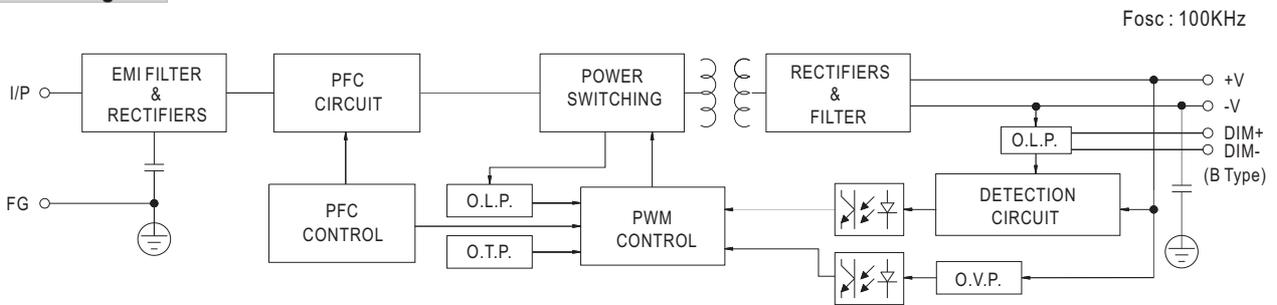 Fosc : 100KHz
I/P
EMI FILTER
&
RECTIFIERS
PFC
CIRCUIT
POWER
SWITCHING
RECTIFIERS
&
FILTER
+V
-V
DIM+
DIM-
(B Type)
O.L.P.
FG
PFC
CONTROL
O.L.P.
O.T.P.
PWM
CONTROL
DETECTION
CIRCUIT
O.V.P.